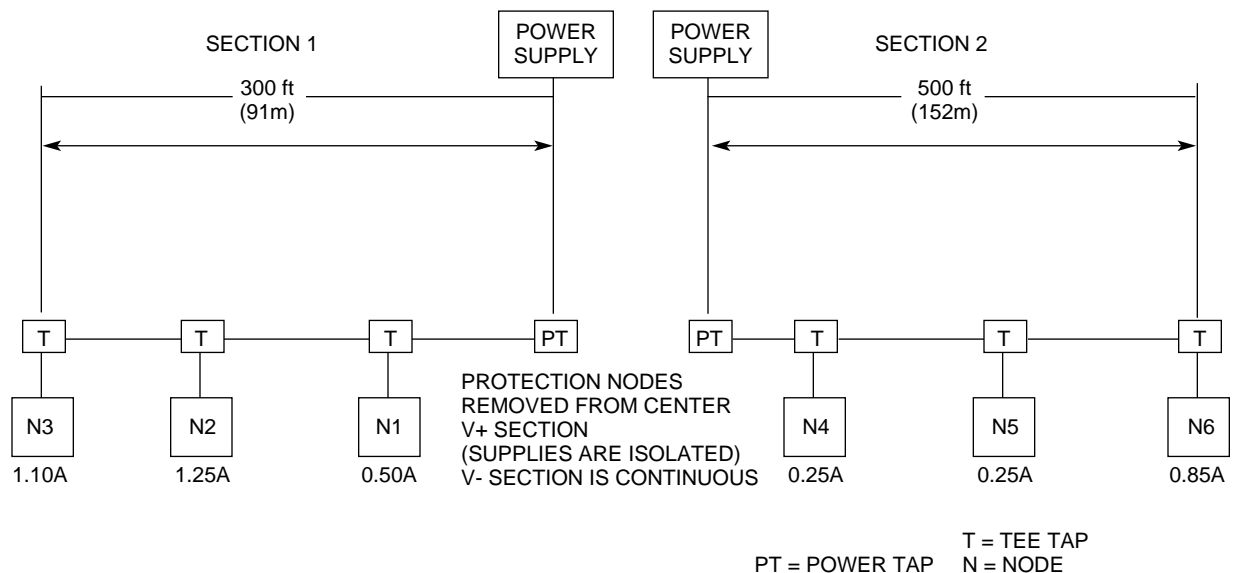 SECTION 1
POWER
SUPPLY
POWER
SUPPLY
SECTION 2
300 ft
(91m)
500 ft
(152m)
T
T
T
PT
PT
T
T
T
N3
N2
N1
PROTECTION NODES
REMOVED FROM CENTER
V+ SECTION
(SUPPLIES ARE ISOLATED)
V- SECTION IS CONTINUOUS
N4
N5
N6
1.10A
1.25A
0.50A
0.25A
0.25A
0.85A
T = TEE TAP
PT = POWER TAP
N = NODE